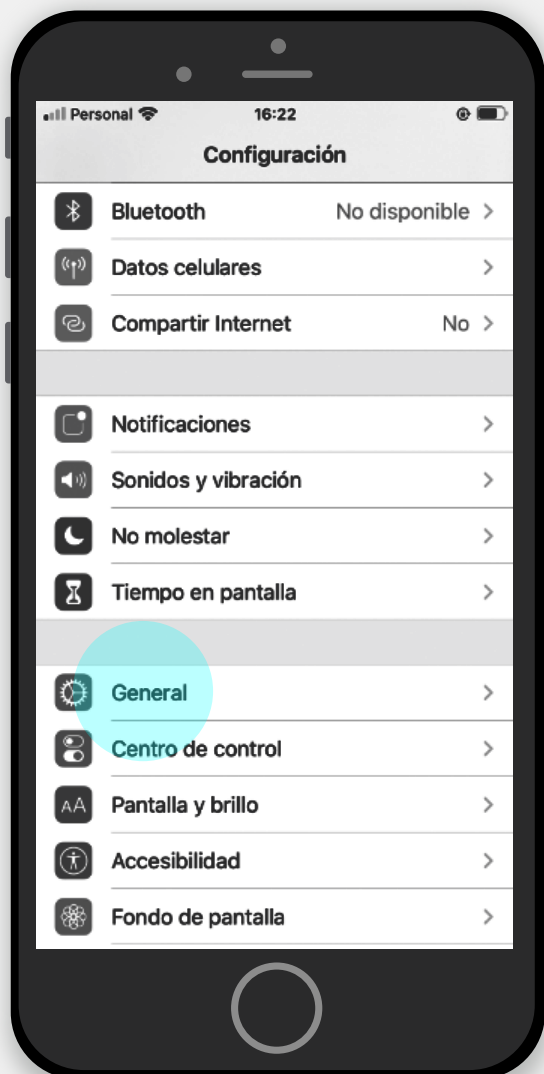 Personal 16:22
Configuración
Bluetooth No disponible
Datos celulares
Compartir Internet No
Notificaciones
Sonidos y vibración
No molestar
Tiempo en pantalla
General
Centro de control
AA Pantalla y brillo
Accesibilidad
Fondo de pantalla